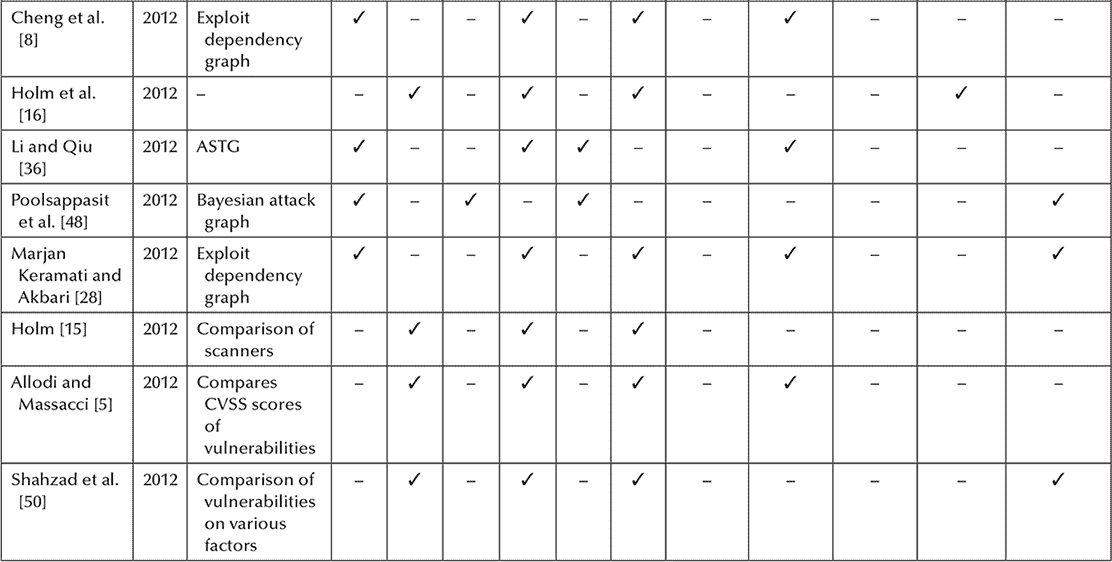 Cheng et al. 2012 Exploit ✓ – – ✓ – ✓ – ✓ – – –
[8] dependency
graph
Holm et al. 2012 – – ✓ – ✓ – ✓ – – – ✓ –
[16]
Li and Qiu 2012 ASTG ✓ – – ✓ ✓ – – ✓ – – –
[36]
Poolsappasit 2012 Bayesian attack ✓ – ✓ – ✓ – – – – – ✓
et al. [48] graph
Marjan 2012 Exploit ✓ – – ✓ – ✓ – ✓ – – ✓
Keramati and dependency
Akbari [28] graph
Holm [15] 2012 Comparison of – ✓ – ✓ – ✓ – – – – –
scanners
Allodi and 2012 Compares – ✓ – ✓ – ✓ – ✓ – – –
Massacci [5] CVSS scores
of
vulnerabilities
Shahzad et al. 2012 Comparison of – ✓ – ✓ – ✓ – – – – ✓
[50] vulnerabilities
on various
factors